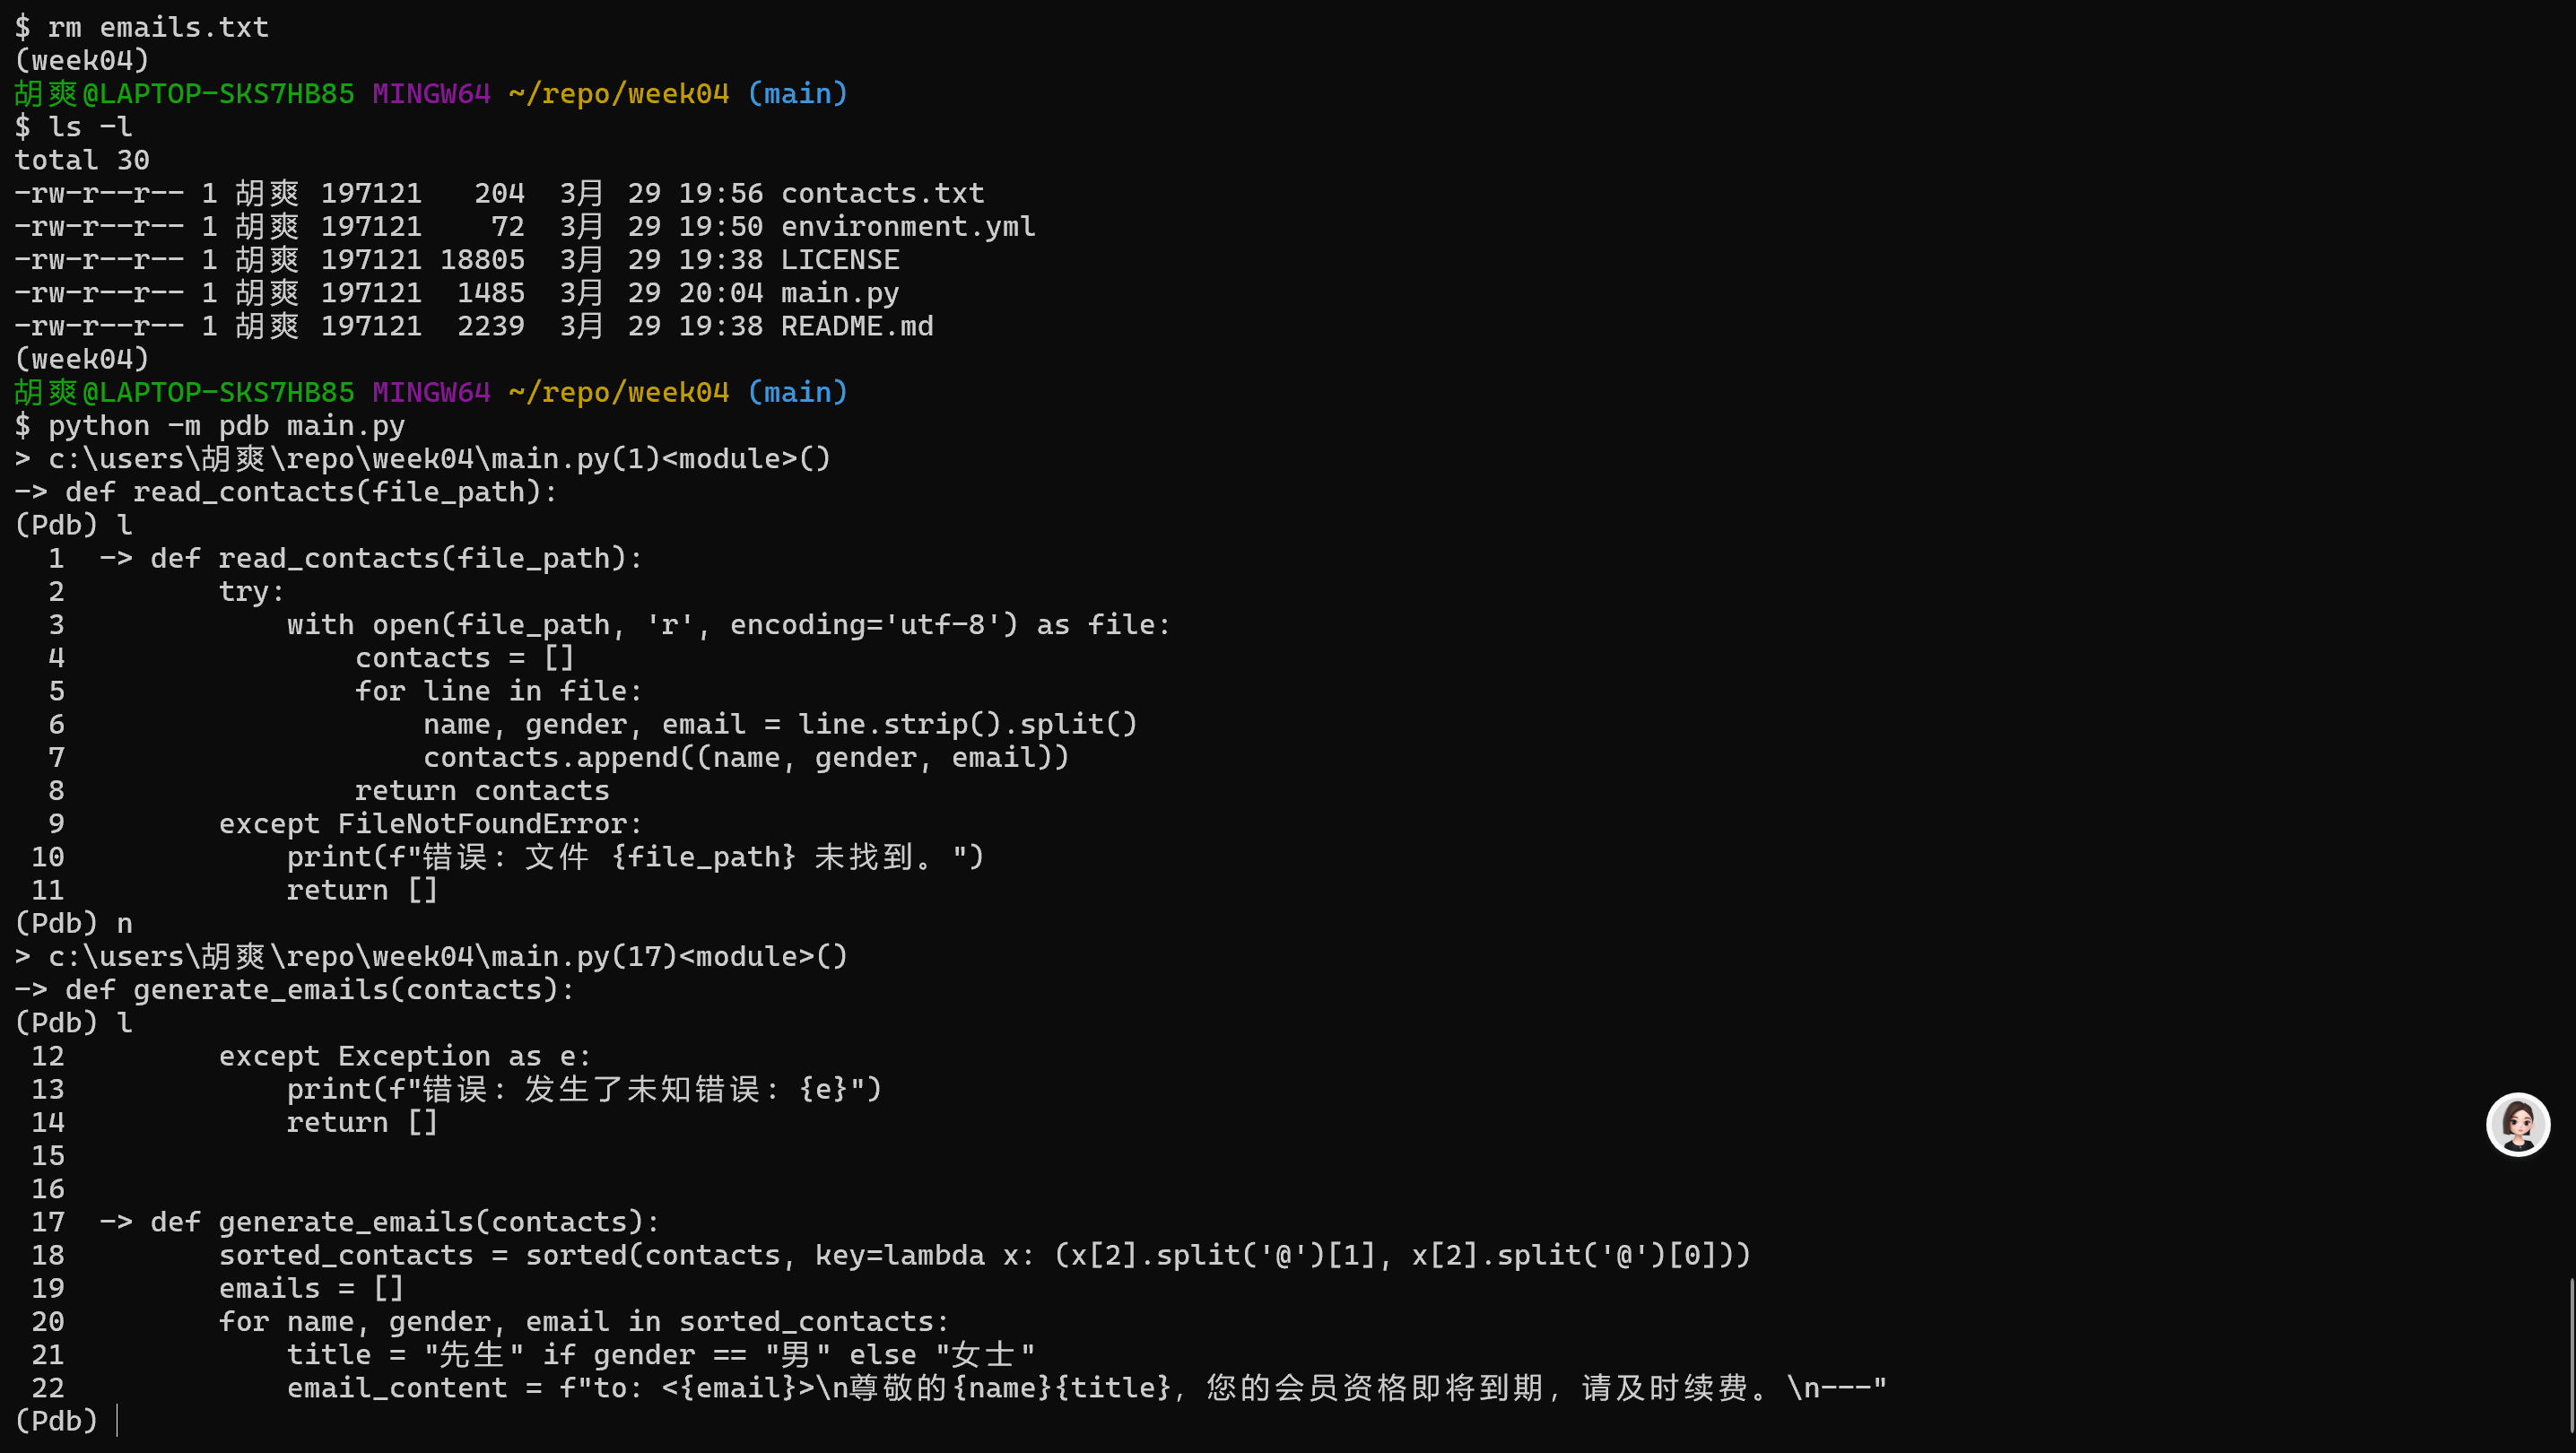 $ rm emails.txt
(week04)
胡爽@LAPTOP-SKS7HB85 MINGW64 ~/repo/week04 (main)
$ ls -l
total 30
-rw-r--r-- 1 胡爽 197121   204  3月 29 19:56 contacts.txt
-rw-r--r-- 1 胡爽 197121    72  3月 29 19:50 environment.yml
-rw-r--r-- 1 胡爽 197121 18805  3月 29 19:38 LICENSE
-rw-r--r-- 1 胡爽 197121  1485  3月 29 20:04 main.py
-rw-r--r-- 1 胡爽 197121  2239  3月 29 19:38 README.md
(week04)
胡爽@LAPTOP-SKS7HB85 MINGW64 ~/repo/week04 (main)
$ python -m pdb main.py
> c:\users\胡爽\repo\week04\main.py(1)<module>()
-> def read_contacts(file_path):
(Pdb) l
  1  -> def read_contacts(file_path):
  2         try:
  3             with open(file_path, 'r', encoding='utf-8') as file:
  4                 contacts = []
  5                 for line in file:
  6                     name, gender, email = line.strip().split()
  7                     contacts.append((name, gender, email))
  8                 return contacts
  9         except FileNotFoundError:
 10             print(f"错误: 文件 {file_path} 未找到。")
 11             return []
(Pdb) n
> c:\users\胡爽\repo\week04\main.py(17)<module>()
-> def generate_emails(contacts):
(Pdb) l
 12         except Exception as e:
 13             print(f"错误: 发生了未知错误: {e}")
 14             return []
 15
 16
 17  -> def generate_emails(contacts):
 18         sorted_contacts = sorted(contacts, key=lambda x: (x[2].split('@')[1], x[2].split('@')[0]))
 19         emails = []
 20         for name, gender, email in sorted_contacts:
 21             title = "先生" if gender == "男" else "女士"
 22             email_content = f"to: <{email}>\n尊敬的{name}{title}，您的会员资格即将到期，请及时续费。\n---"
(Pdb)